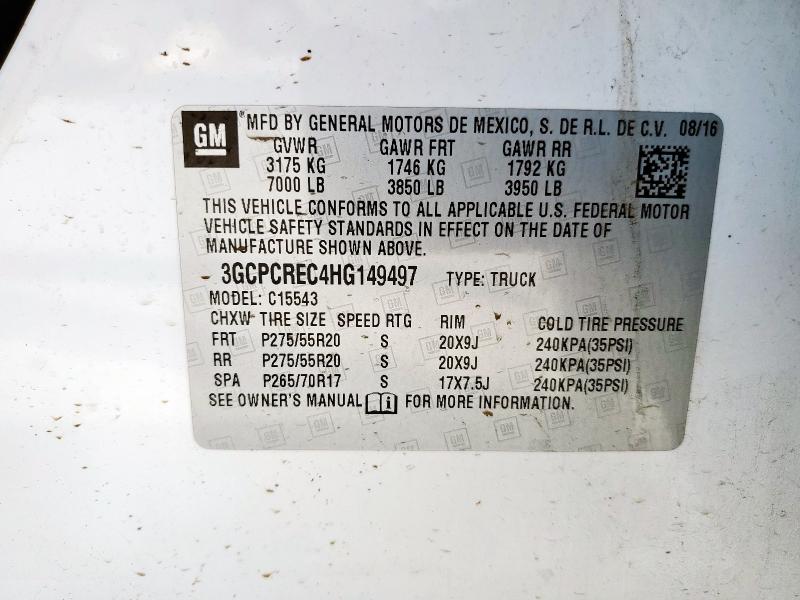 GM
MFD BY GENERAL MOTORS DE MEXICO, S. DE R.L. DE C.V. 08/16
GVWR GAWR FRT GAWR RR
3175 KG 1746 KG 1792 KG
7000 LB 3850 LB 3950 LB
THIS VEHICLE CONFORMS TO ALL APPLICABLE U.S. FEDERAL MOTOR
VEHICLE SAFETY STANDARDS IN EFFECT ON THE DATE OF
MANUFACTURE SHOWN ABOVE.
3GCPCREC4HG149497 TYPE: TRUCK
MODEL: C15543
CHXW TIRE SIZE SPEED RTG RIM COLD TIRE PRESSURE
FRT P275/55R20 S 20X9J 240KPA(35PSI)
RR P275/55R20 S 20X9J 240KPA(35PSI)
SPA P265/70R17 S 17X7.5J 240KPA(35PSI)
SEE OWNER'S MANUAL i FOR MORE INFORMATION.